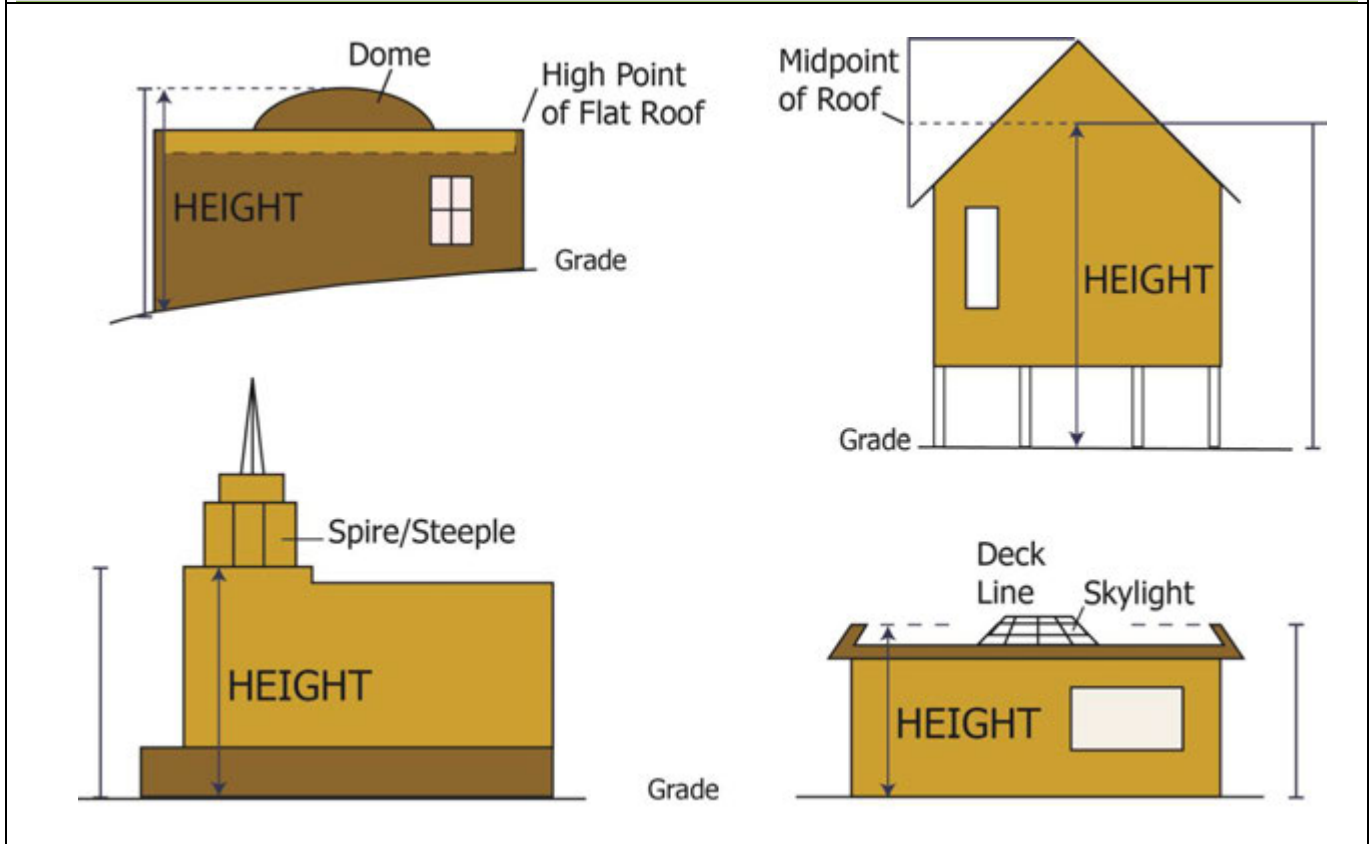 Dome
High Point
of Flat Roof
HEIGHT
Grade
Midpoint
of Roof
HEIGHT
Grade
Spire/Steeple
HEIGHT
Grade
Deck
Line
Skylight
HEIGHT